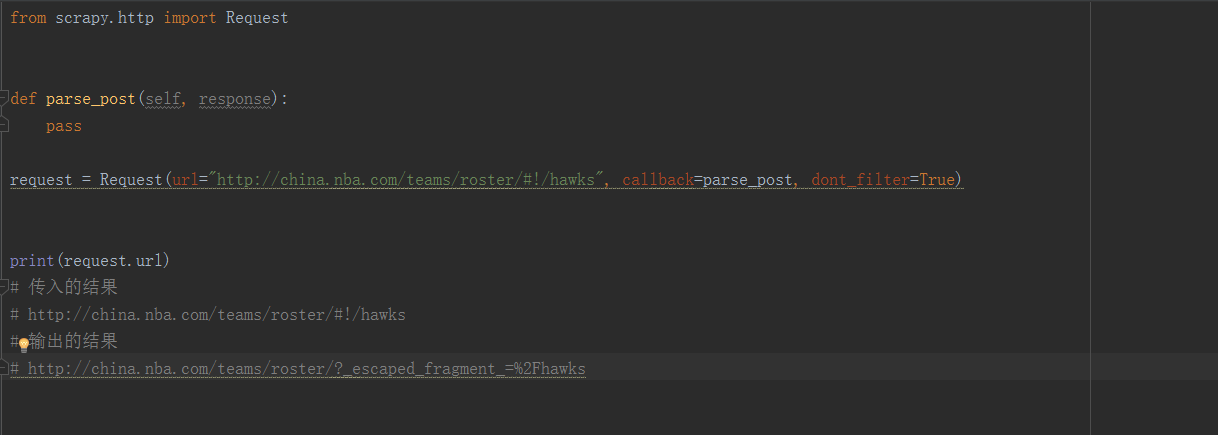 from scrapy.http import Request
def parse_post(self, response):
pass
request = Request(url="http://china.nba.com/teams/roster/#!/hawks", callback=parse_post, dont_filter=True)
print(request.url)
# 传入的结果
# http://china.nba.com/teams/roster/#!/hawks
# 输出的结果
# http://china.nba.com/teams/roster/?_escaped_fragment_=%2Fhawks